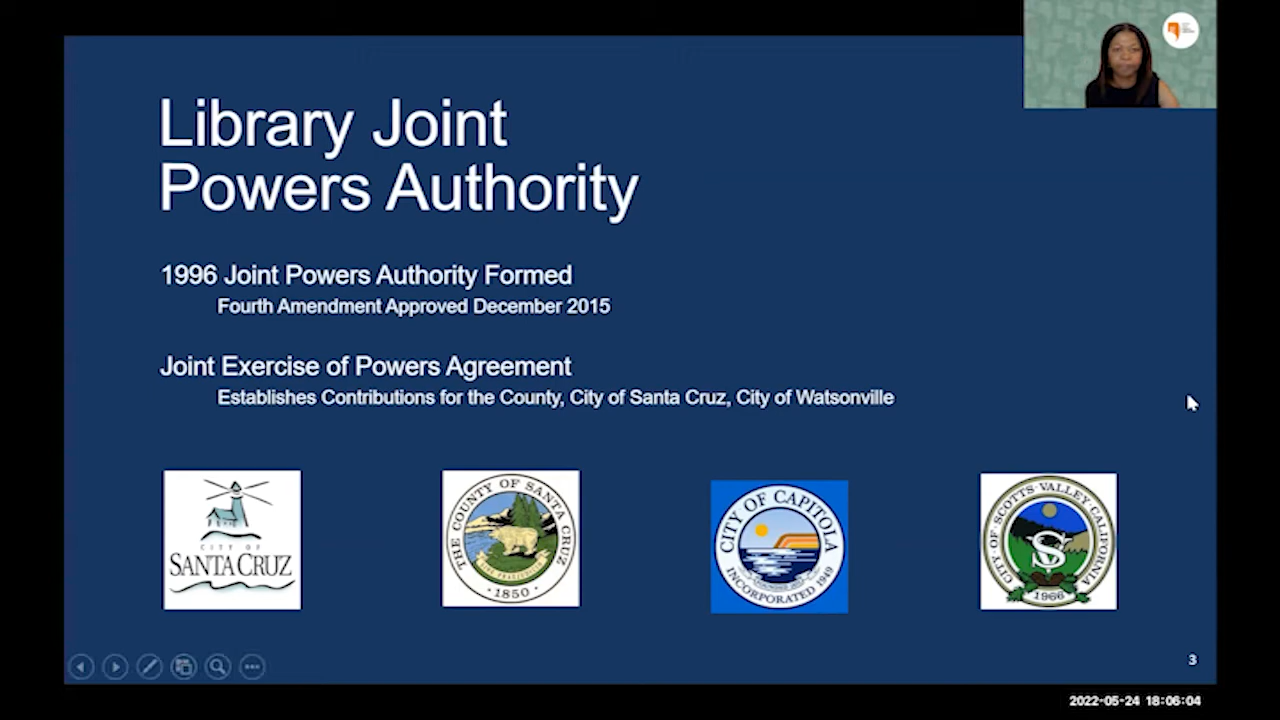 Library Joint
Powers Authority
1996 Joint Powers Authority Formed
Fourth Amendment Approved December 2015
Joint Exercise of Powers Agreement
Establishes Contributions for the County, City of Santa Cruz, City of Watsonville
CITY OF
SANTA CRUZ
THE COUNTY OF SANTA CRUZ
1850
CITY OF CAPITOLA
INCORPORATED 1949
CITY OF SCOTTS VALLEY CALIFORNIA
SV
1966
3
2022-05-24 18:06:04